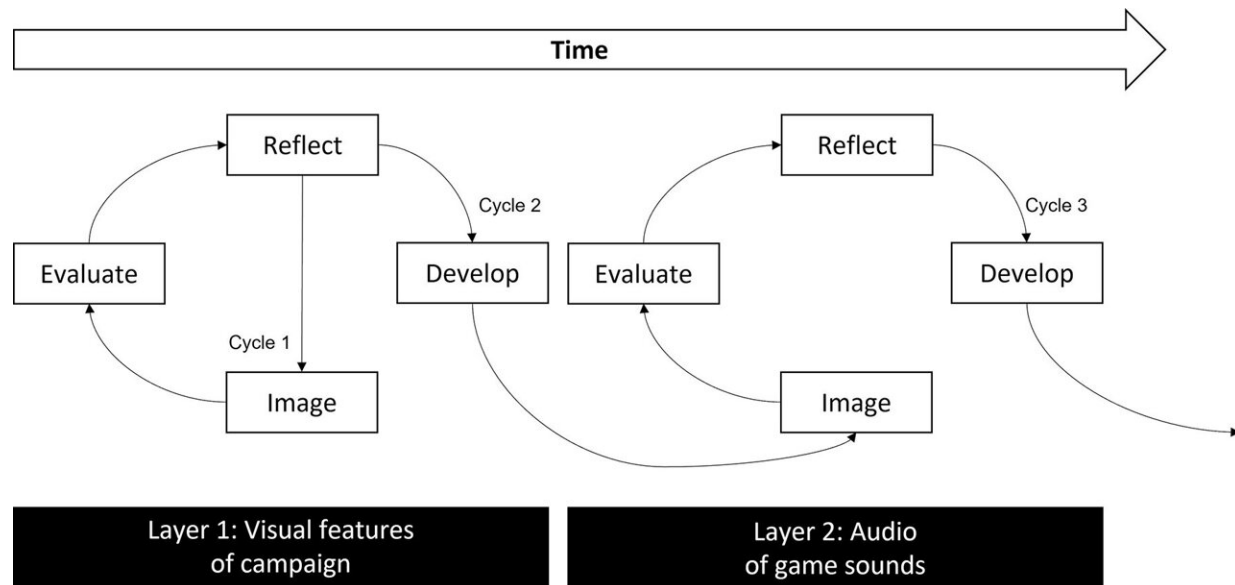 Time
Reflect
Reflect
Cycle 2
Cycle 3
Evaluate
Develop
Evaluate
Develop
Cycle 1
Image
Image
Layer 1: Visual features
of campaign
Layer 2: Audio
of game sounds